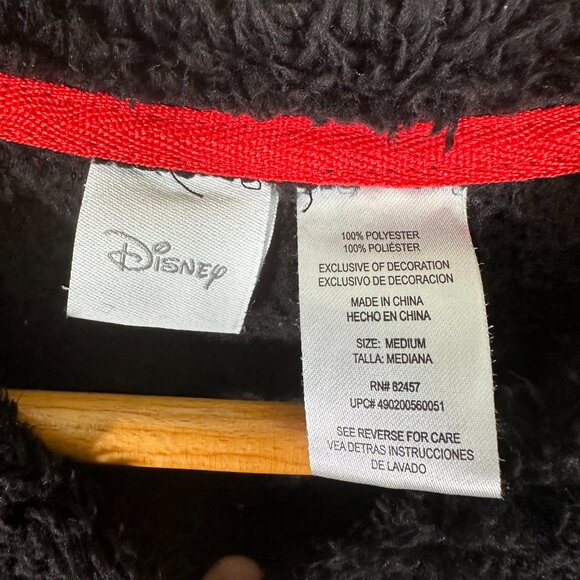 Disney
100% POLYESTER
100% POLIÉSTER
EXCLUSIVE OF DECORATION
EXCLUSIVO DE DECORACION
MADE IN CHINA
HECHO EN CHINA
SIZE: MEDIUM
TALLA: MEDIANA
RN# 82457
UPC# 490200560051
SEE REVERSE FOR CARE
VEA DETRAS INSTRUCCIONES
DE LAVADO